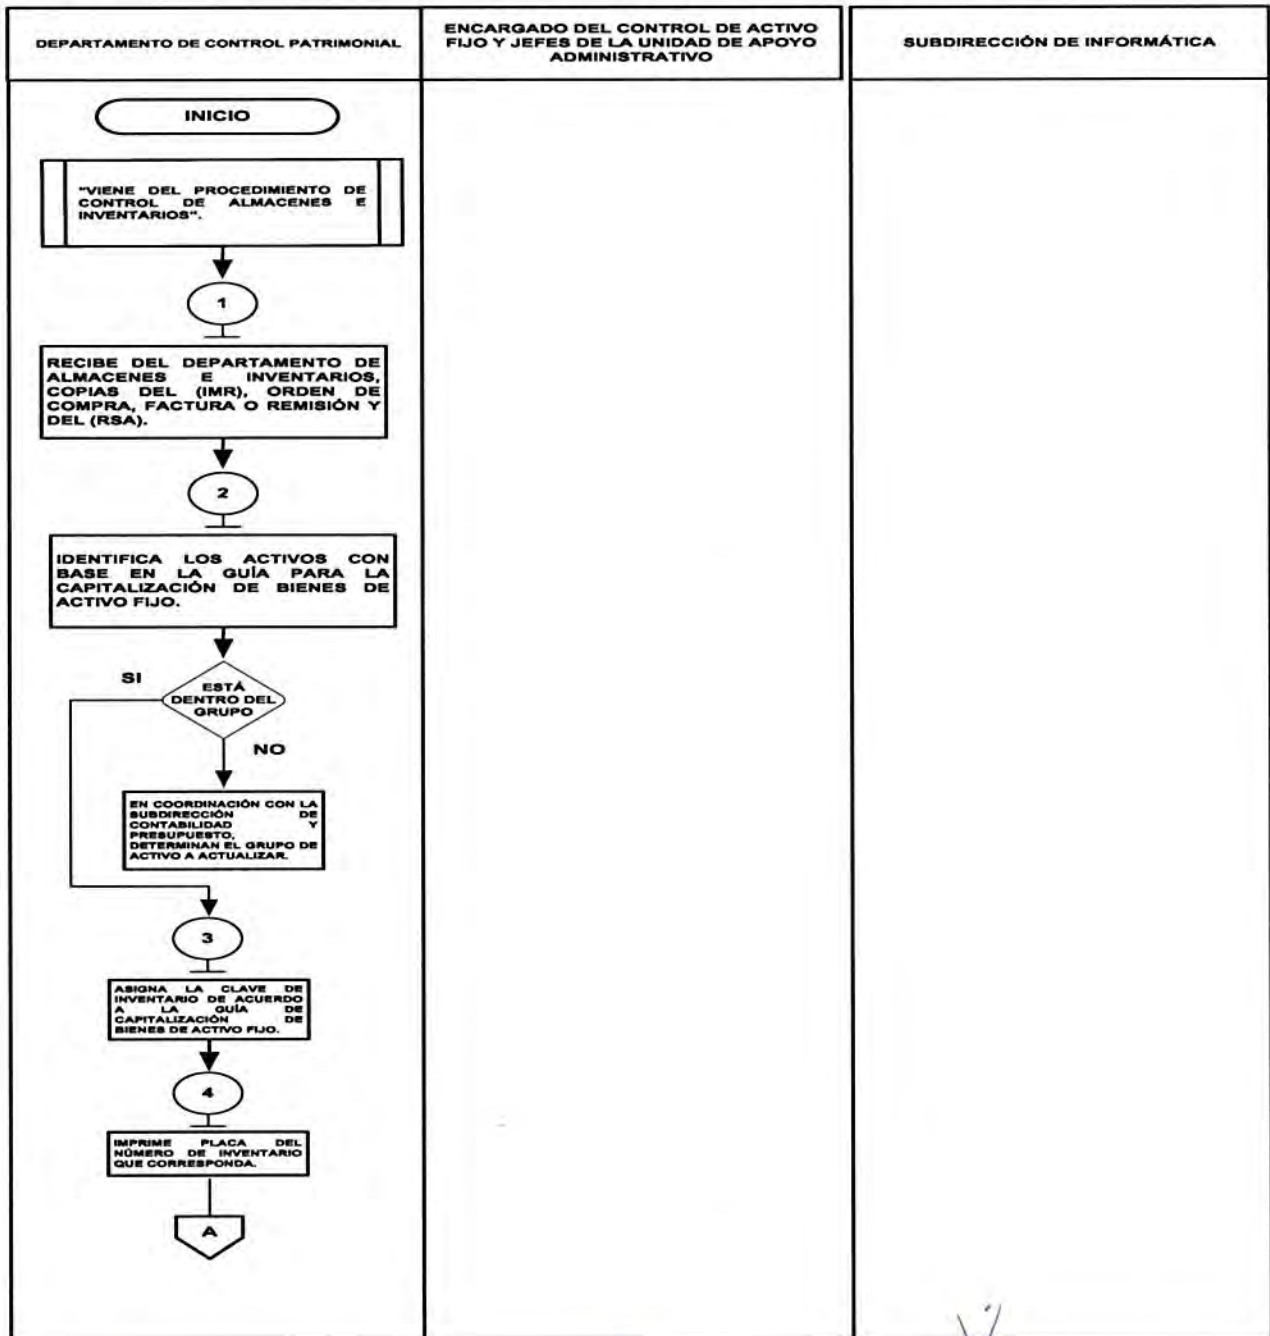 DEPARTAMENTO DE CONTROL PATRIMONIAL
ENCARGADO DEL CONTROL DE ACTIVO
FIJO Y JEFES DE LA UNIDAD DE APOYO
ADMINISTRATIVO
SUBDIRECCIÓN DE INFORMÁTICA
INICIO
"VIENE DEL PROCEDIMIENTO DE
CONTROL DE ALMACENES E
INVENTARIOS".
1
RECIBE DEL DEPARTAMENTO DE
ALMACENES E INVENTARIOS,
COPIAS DEL (IMR), ORDEN DE
COMPRA, FACTURA O REMISIÓN Y
DEL (RSA).
2
IDENTIFICA LOS ACTIVOS CON
BASE EN LA GUÍA PARA LA
CAPITALIZACIÓN DE BIENES DE
ACTIVO FIJO.
SI
ESTÁ
DENTRO DEL
GRUPO
NO
EN COORDINACIÓN CON LA
SUBDIRECCIÓN DE
CONTABILIDAD Y
PRESUPUESTO,
DETERMINAN EL GRUPO DE
ACTIVO A ACTUALIZAR.
3
ASIGNA LA CLAVE DE
INVENTARIO DE ACUERDO
A LA GUÍA DE
CAPITALIZACIÓN DE
BIENES DE ACTIVO FIJO.
4
IMPRIME PLACA DEL
NÚMERO DE INVENTARIO
QUE CORRESPONDA.
A